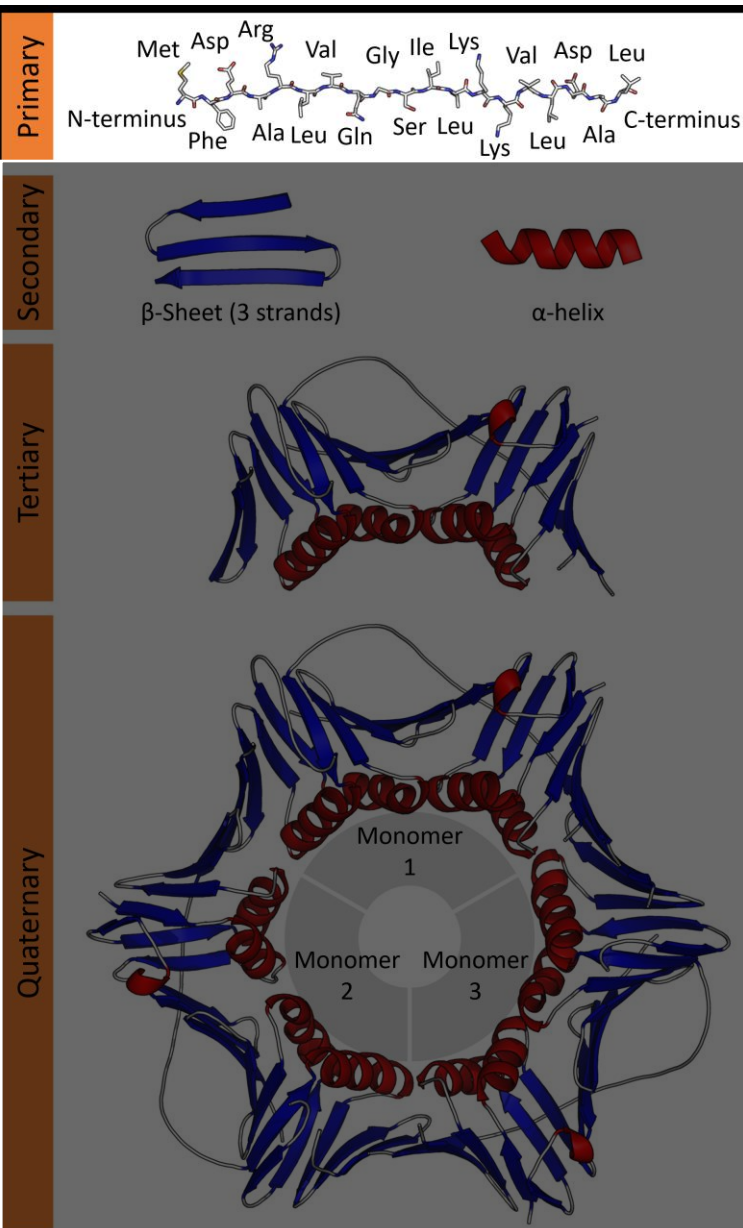 Primary
Met Asp Arg Val Gly Ile Lys Val Asp Leu
N-terminus Phe Ala Leu Gln Ser Leu Lys Leu Ala C-terminus
Secondary
β-Sheet (3 strands) α-helix
Tertiary
Quaternary
Monomer
1
Monomer
2
Monomer
3